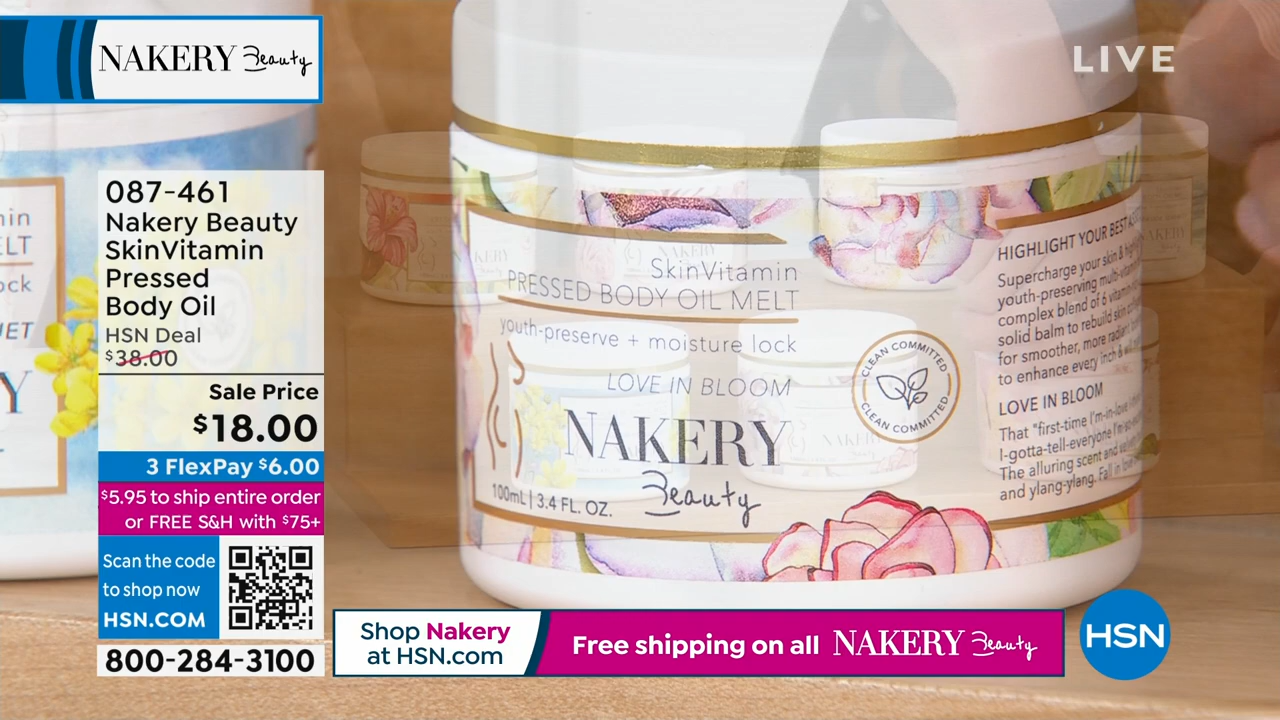 NAKERY Beauty
LIVE
087-461
Nakery Beauty
SkinVitamin
Pressed
Body Oil
HSN Deal
$38.00
Sale Price
$18.00
3 FlexPay $6.00
$5.95 to ship entire order
or FREE S&H with $75+
Scan the code
to shop now
HSN.COM
800-284-3100
SkinVitamin
PRESSED BODY OIL MELT
youth-preserve + moisture lock
LOVE IN BLOOM
NAKERY
Beauty
100mL | 3.4 FL. OZ.
CLEAN COMMITTED
CLEAN COMMITTED
HIGHLIGHT YOUR BEST
Supercharge your skin &
youth-preserving
complex blend of 6
solid balm to rebuild skin
for smoother, more
to enhance every inch
LOVE IN BLOOM
That "first-time I'm-in-love
I-gotta-tell-everyone
The alluring scent and
and ylang-ylang. Fall in
MELT
Shop Nakery
at HSN.com
Free shipping on all NAKERY Beauty
HSN